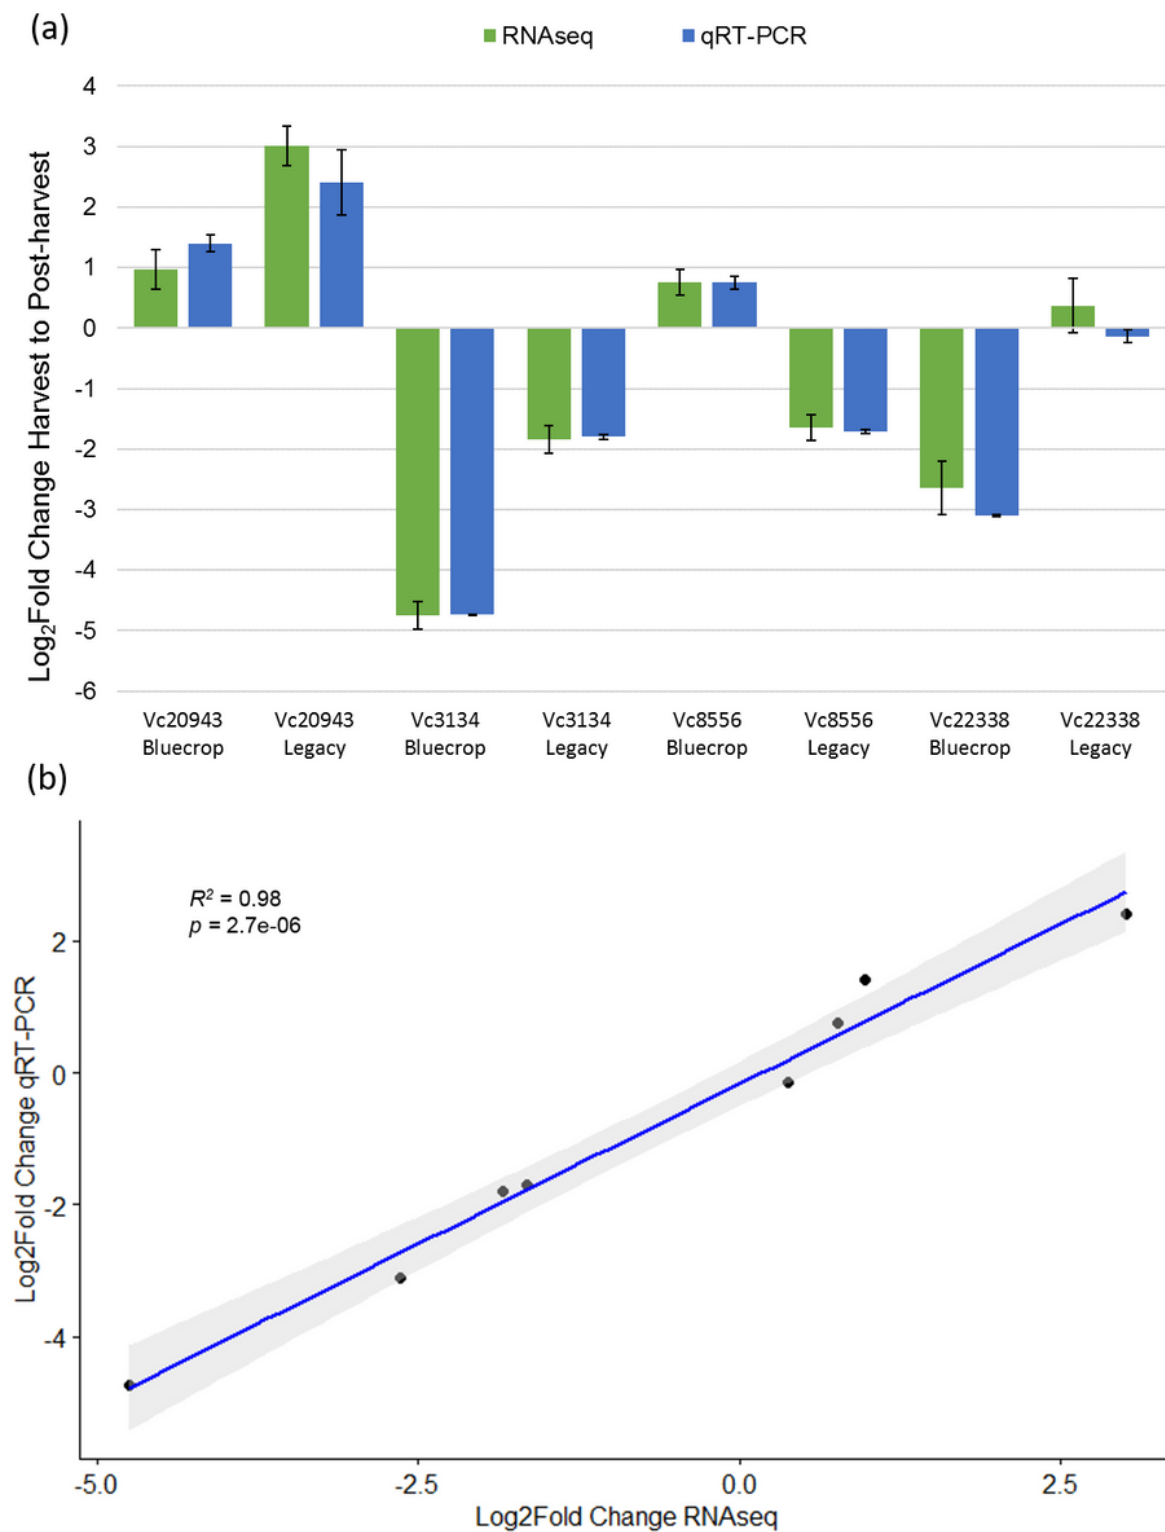 (a)
RNAseq qRT-PCR
Log₂Fold Change Harvest to Post-harvest
4
3
2
1
0
-1
-2
-3
-4
-5
-6
Vc20943 Vc20943 Vc3134 Vc3134 Vc8556 Vc8556 Vc22338 Vc22338
Bluecrop Legacy Bluecrop Legacy Bluecrop Legacy Bluecrop Legacy
(b)
R² = 0.98
p = 2.7e-06
Log2Fold Change qRT-PCR
2
0
-2
-4
-5.0 -2.5 0.0 2.5
Log2Fold Change RNAseq